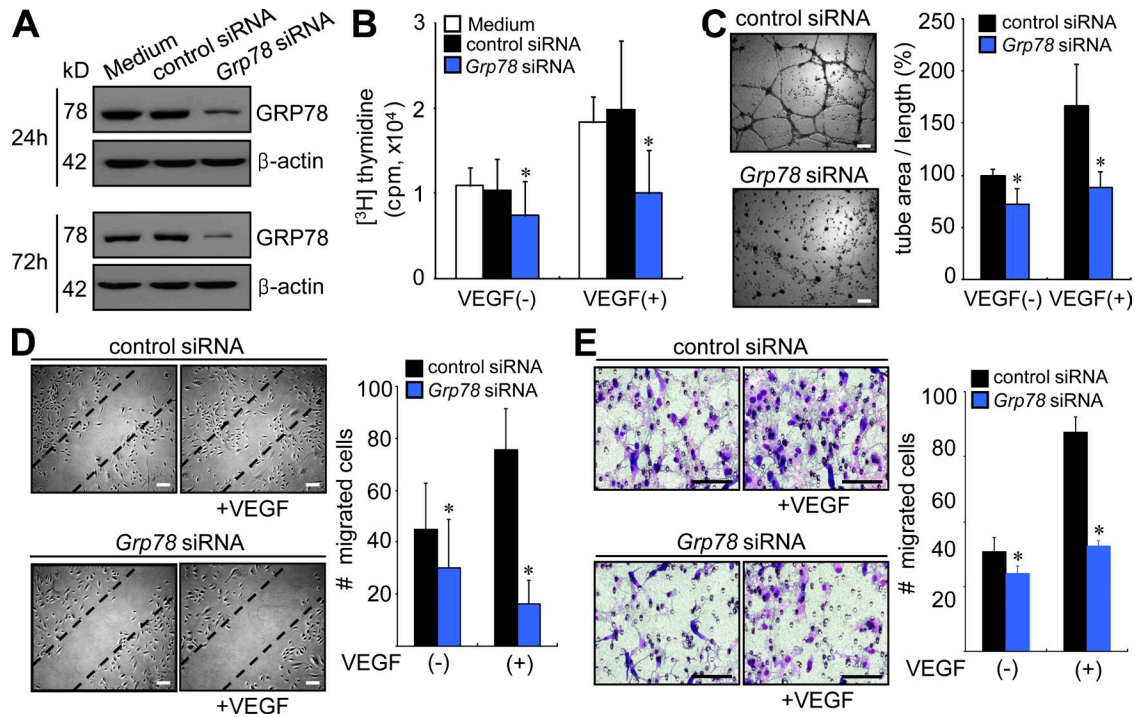 A
Medium
control siRNA
Grp78 siRNA
kD
24h
78
GRP78
42
β-actin
72h
78
GRP78
42
β-actin
B
Medium
control siRNA
Grp78 siRNA
[³H] thymidine
(cpm, x10⁴)
3
2
1
0
*
*
VEGF(-)
VEGF(+)
C
control siRNA
Grp78 siRNA
control siRNA
Grp78 siRNA
tube area / length (%)
250
200
150
100
50
0
*
*
VEGF(-)
VEGF(+)
D
control siRNA
+VEGF
Grp78 siRNA
+VEGF
control siRNA
Grp78 siRNA
# migrated cells
100
80
60
40
20
*
*
VEGF (-) (+)
E
control siRNA
Grp78 siRNA
+VEGF
control siRNA
Grp78 siRNA
# migrated cells
100
80
60
40
20
*
*
VEGF (-) (+)